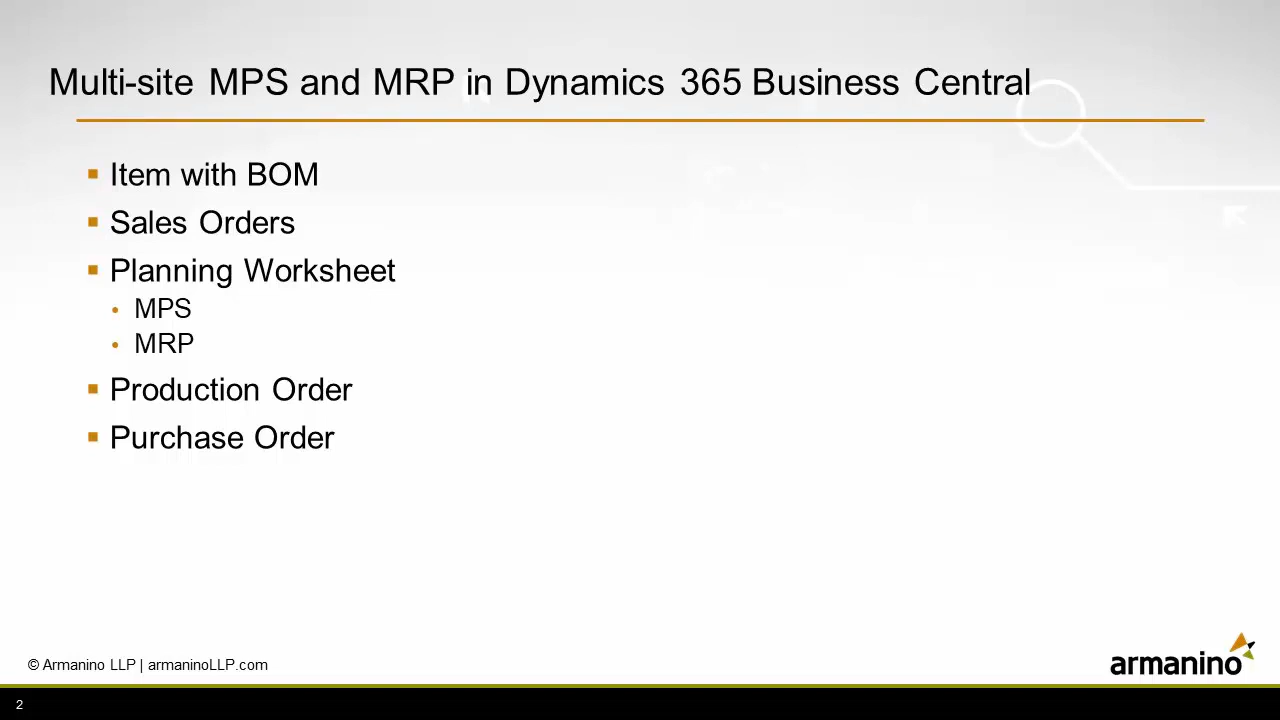 Multi-site MPS and MRP in Dynamics 365 Business Central
Item with BOM
Sales Orders
Planning Worksheet
MPS
MRP
Production Order
Purchase Order
© Armanino LLP | armaninoLLP.com
armanino
2